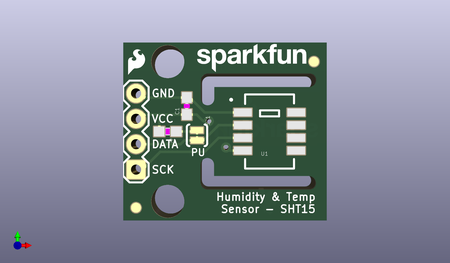 sparkfun
GND
VCC
DATA
SCK
PU
U1
Humidity & Temp
Sensor - SHT15